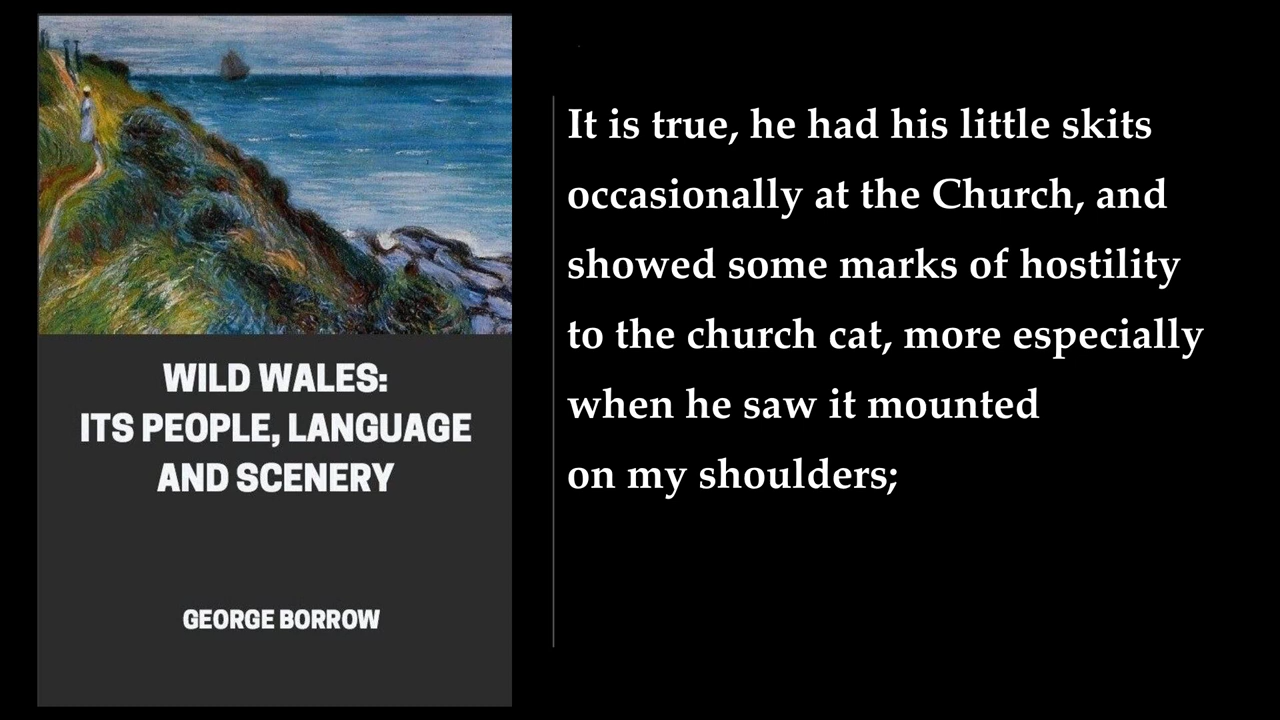 WILD WALES:
ITS PEOPLE, LANGUAGE
AND SCENERY
GEORGE BORROW
It is true, he had his little skits
occasionally at the Church, and
showed some marks of hostility
to the church cat, more especially
when he saw it mounted
on my shoulders;